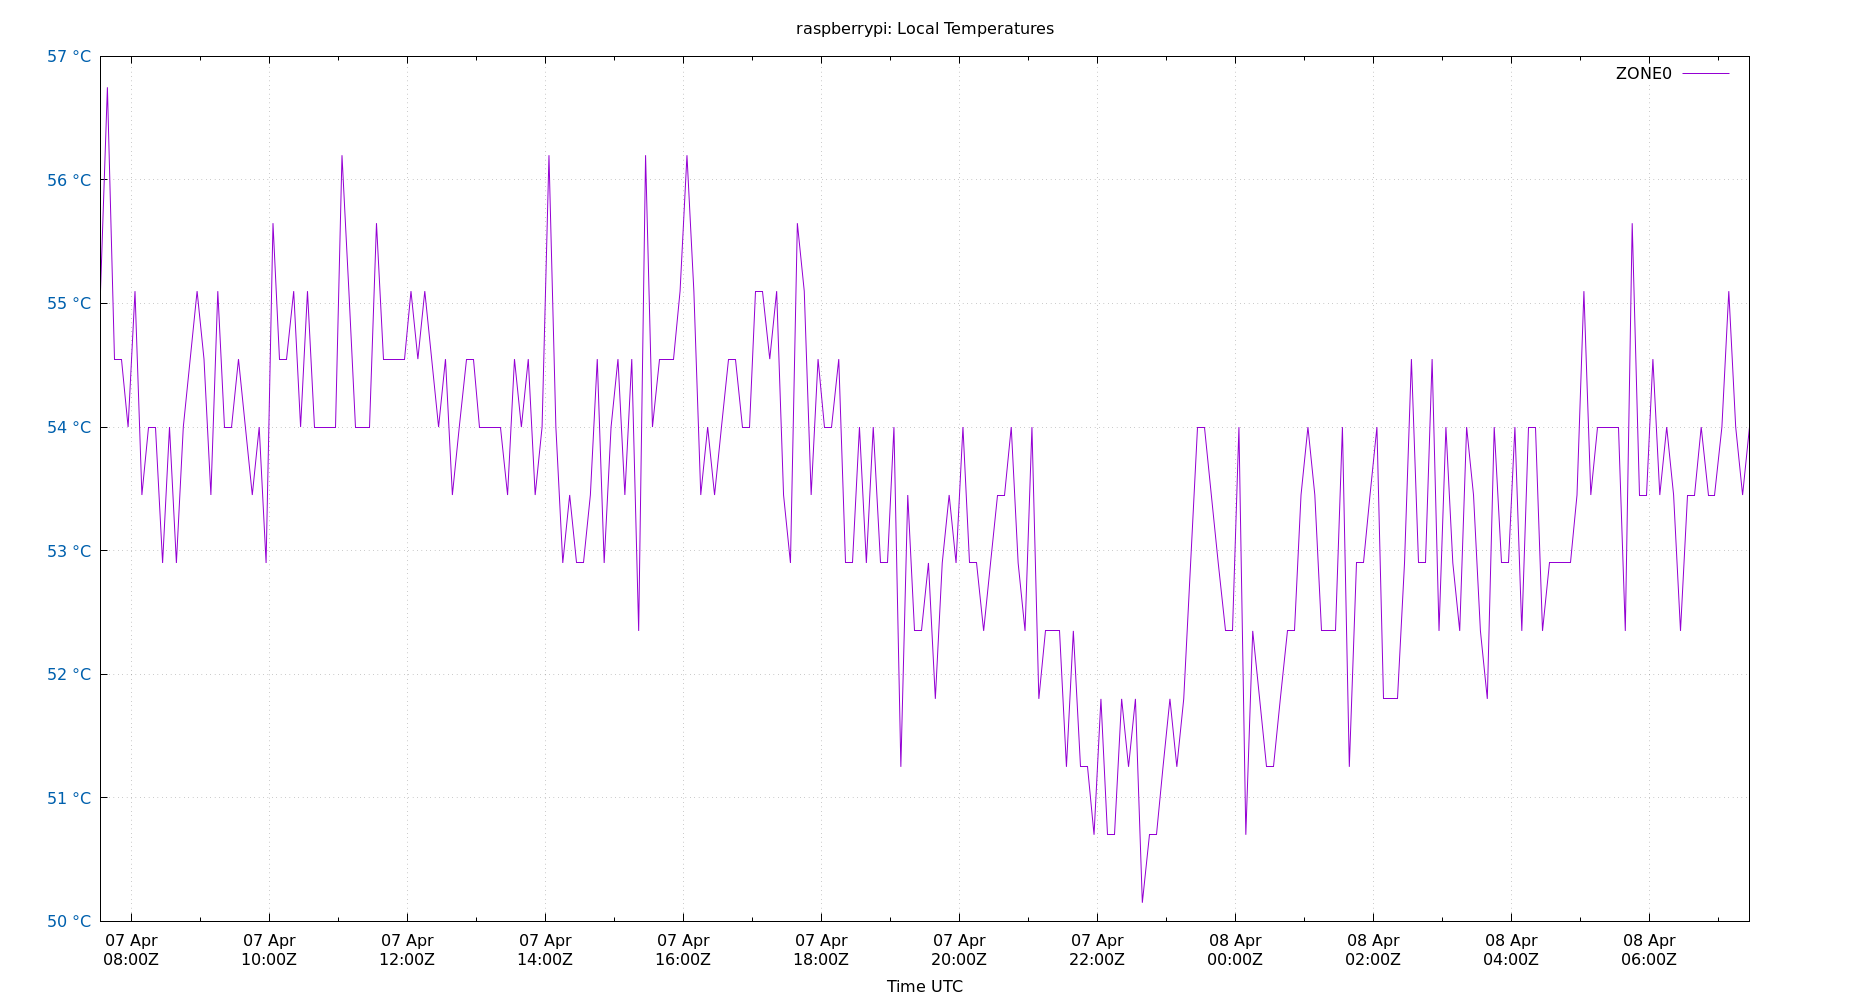 raspberrypi: Local Temperatures
57 °C
ZONE0
56 °C
55 °C
54 °C
53 °C
52 °C
51 °C
50 °C
07 Apr 07 Apr 07 Apr 07 Apr 07 Apr 07 Apr 07 Apr 07 Apr 08 Apr 08 Apr 08 Apr 08 Apr
08:00Z 10:00Z 12:00Z 14:00Z 16:00Z 18:00Z 20:00Z 22:00Z 00:00Z 02:00Z 04:00Z 06:00Z
Time UTC